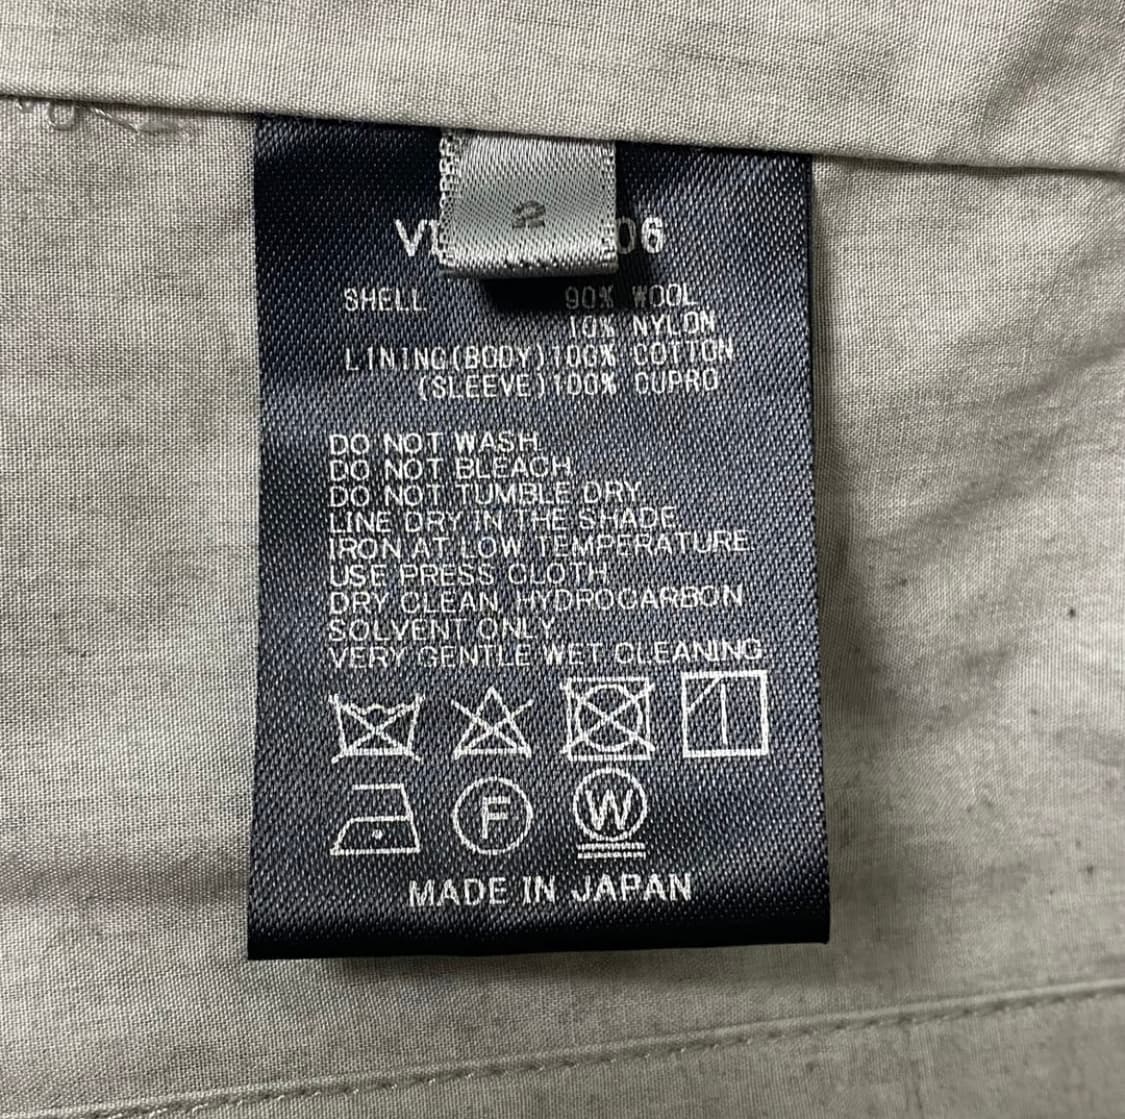 2
06
SHELL 90% WOOL
10% NYLON
LINING(BODY)100% COTTON
(SLEEVE)100% CUPRO
DO NOT WASH
DO NOT BLEACH
DO NOT TUMBLE DRY
LINE DRY IN THE SHADE
IRON AT LOW TEMPERATURE
USE PRESS CLOTH
DRY CLEAN, HYDROCARBON
SOLVENT ONLY
VERY GENTLE WET CLEANING
F
W
MADE IN JAPAN